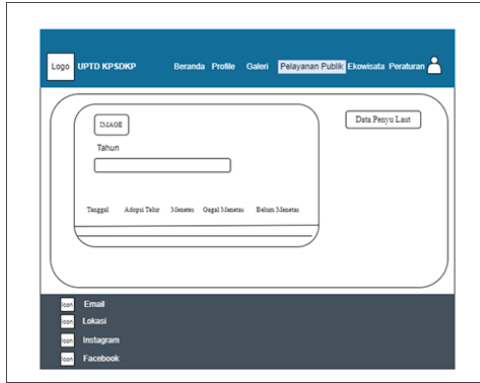 Logo UPTD KPSDKP Beranda Profile Galeri Pelayanan Publik Ekowisata Peraturan
IMAGE
Data Penyu Laut
Tahun
Tanggal Adopsi Telur Menetes Gagal Menetas Belum Menetas
Icon Email
Icon Lokasi
Icon Instagram
Icon Facebook